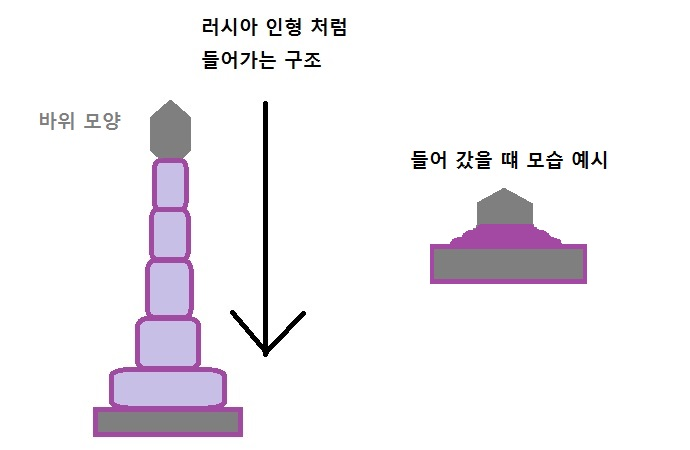 러시아 인형 처럼
들어가는 구조
바위 모양
들어 갔을 떄 모습 예시